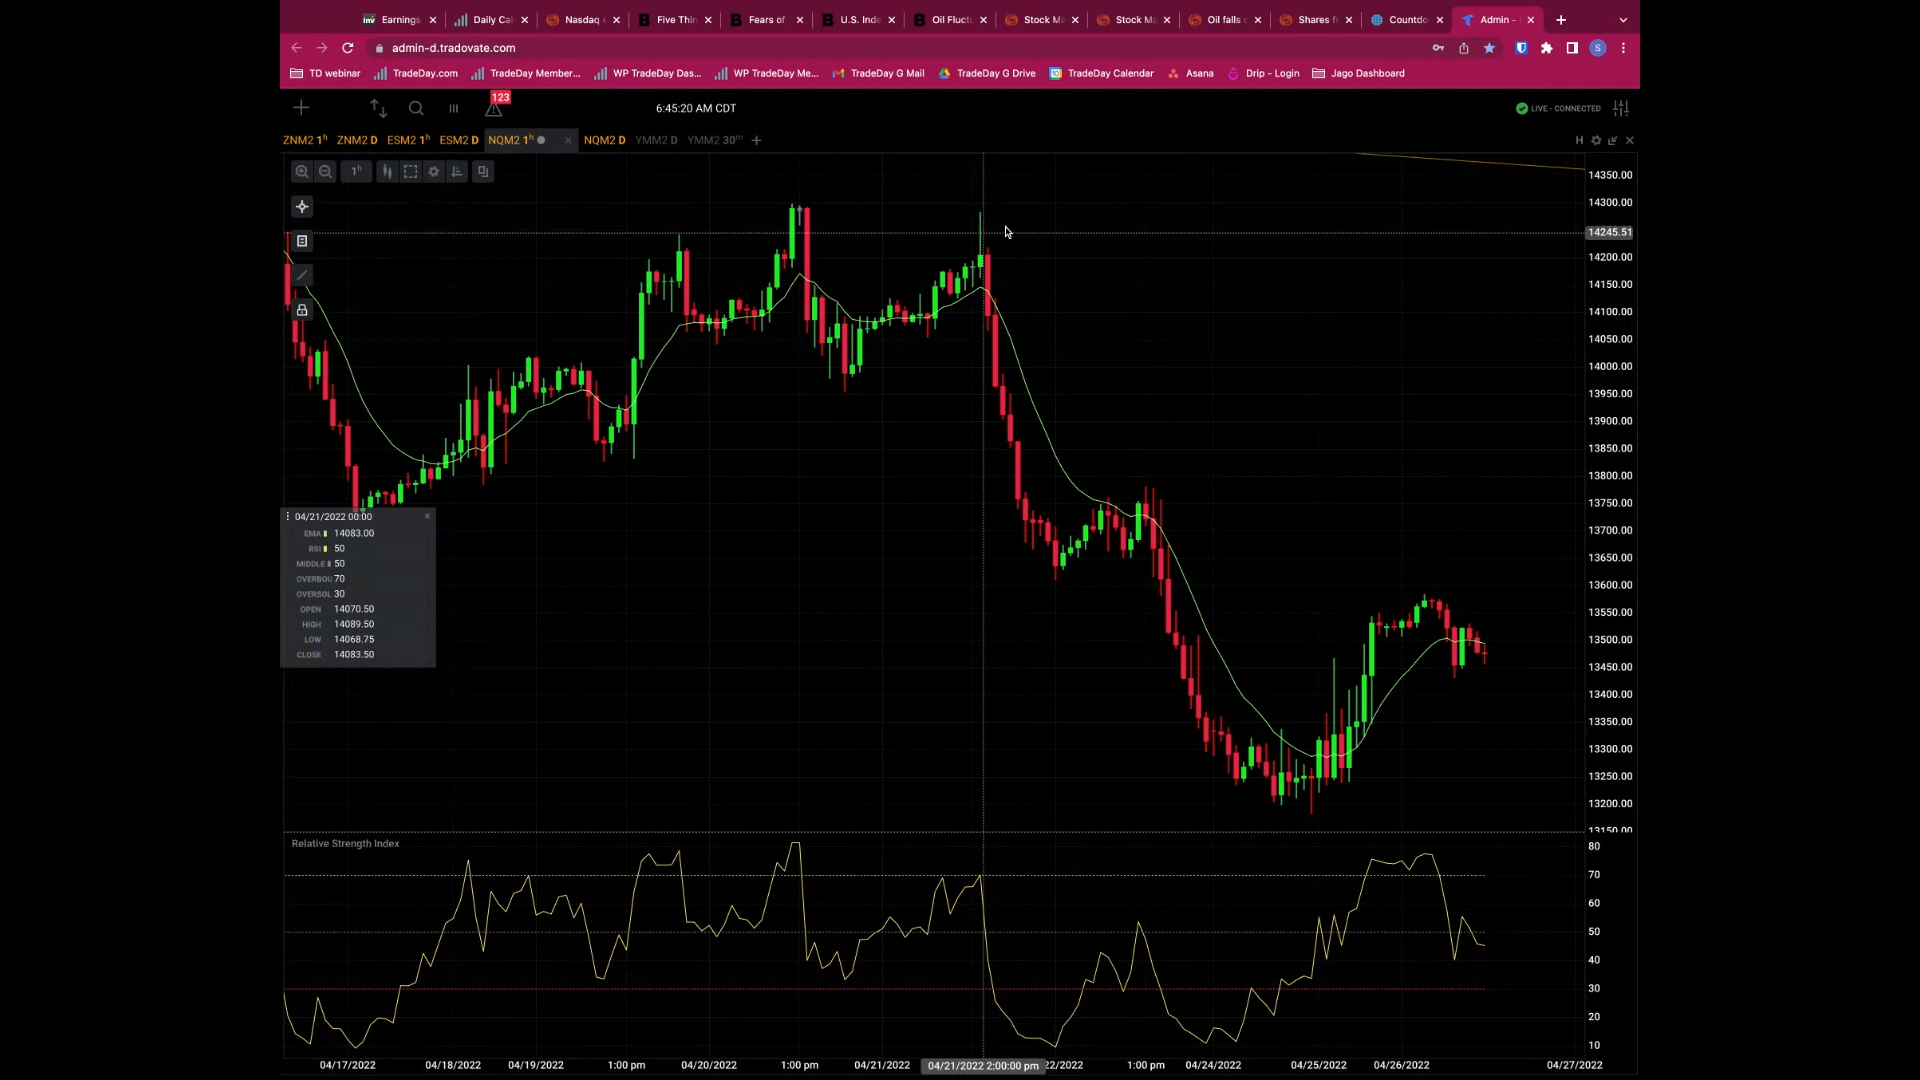 Earnings
Daily Cal
Nasdaq
Five Thin
Fears of
U.S. Inde
Oil Fluct
Stock Ma
Stock Ma
Oil falls
Shares f
Countdo
Admin -
admin-d.tradovate.com
S
TD webinar
TradeDay.com
TradeDay Member...
WP TradeDay Das...
WP TradeDay Me...
TradeDay G Mail
TradeDay G Drive
TradeDay Calendar
Asana
Drip – Login
Jago Dashboard
123
6:45:20 AM CDT
LIVE - CONNECTED
ZNM2 1h
ZNM2 D
ESM2 1h
ESM2 D
NQM2 1h
NQM2 D
YMM2 D
YMM2 30m
H
1h
14350.00
14300.00
14245.51
14200.00
14150.00
14100.00
14050.00
14000.00
13950.00
13900.00
13850.00
13800.00
13750.00
13700.00
13650.00
13600.00
13550.00
13500.00
13450.00
13400.00
13350.00
13300.00
13250.00
13200.00
13150.00
04/21/2022 00:00
EMA 14083.00
RSI 50
MIDDLE 50
OVERBOU 70
OVERSOL 30
OPEN 14070.50
HIGH 14089.50
LOW 14068.75
CLOSE 14083.50
Relative Strength Index
80
70
60
50
40
30
20
10
04/17/2022
04/18/2022
04/19/2022
1:00 pm
04/20/2022
1:00 pm
04/21/2022
04/21/2022 2:00:00 pm
22/2022
1:00 pm
04/24/2022
04/25/2022
04/26/2022
04/27/2022